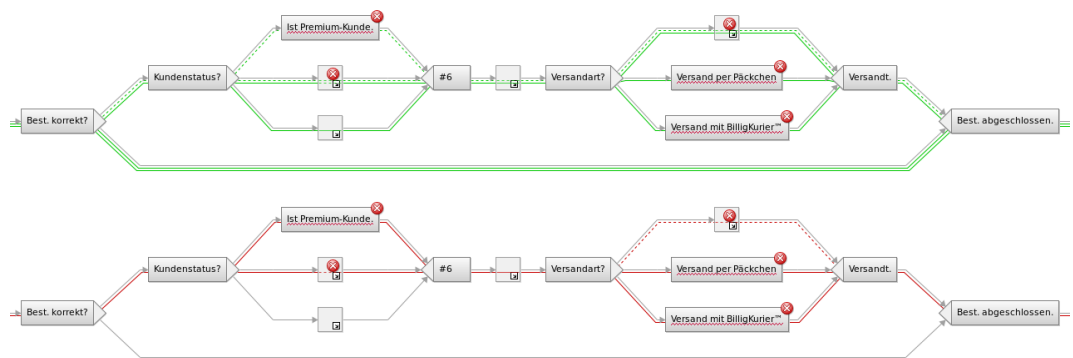 Ist Premium-Kunde.
Kundenstatus?
#6
Versandart?
Versand per Päckchen
Versandt.
Best. korrekt?
Versand mit BilligKurier™
Best. abgeschlossen.
Ist Premium-Kunde.
Kundenstatus?
#6
Versandart?
Versand per Päckchen
Versandt.
Best. korrekt?
Versand mit BilligKurier™
Best. abgeschlossen.